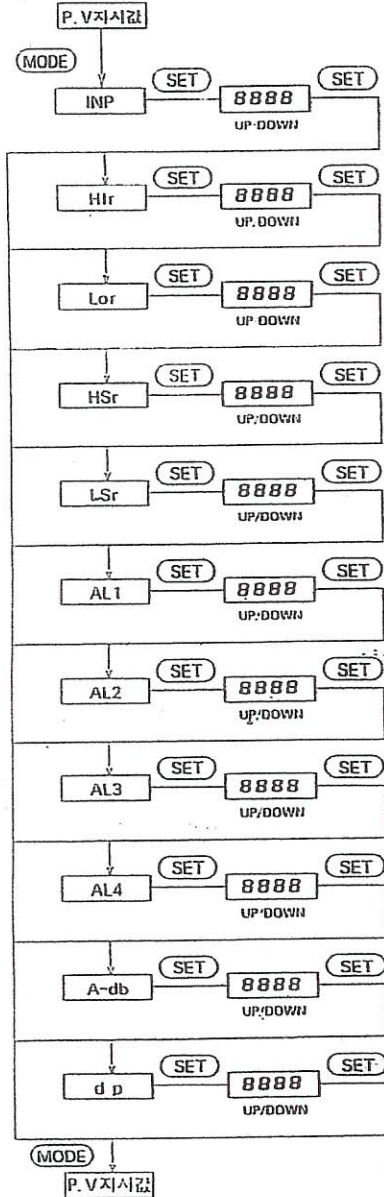 P.V지시값
MODE
SET SET
INP 8888
UP·DOWN
SET SET
HIr 8888
UP.DOWN
SET SET
Lor 8888
UP·DOWN
SET SET
HSr 8888
UP/DOWN
SET SET
LSr 8888
UP/DOWN
SET SET
AL1 8888
UP/DOWN
SET SET
AL2 8888
UP/DOWN
SET SET
AL3 8888
UP/DOWN
SET SET
AL4 8888
UP/DOWN
SET SET
A-db 8888
UP/DOWN
SET SET
d p 8888
UP/DOWN
MODE
P.V지시값